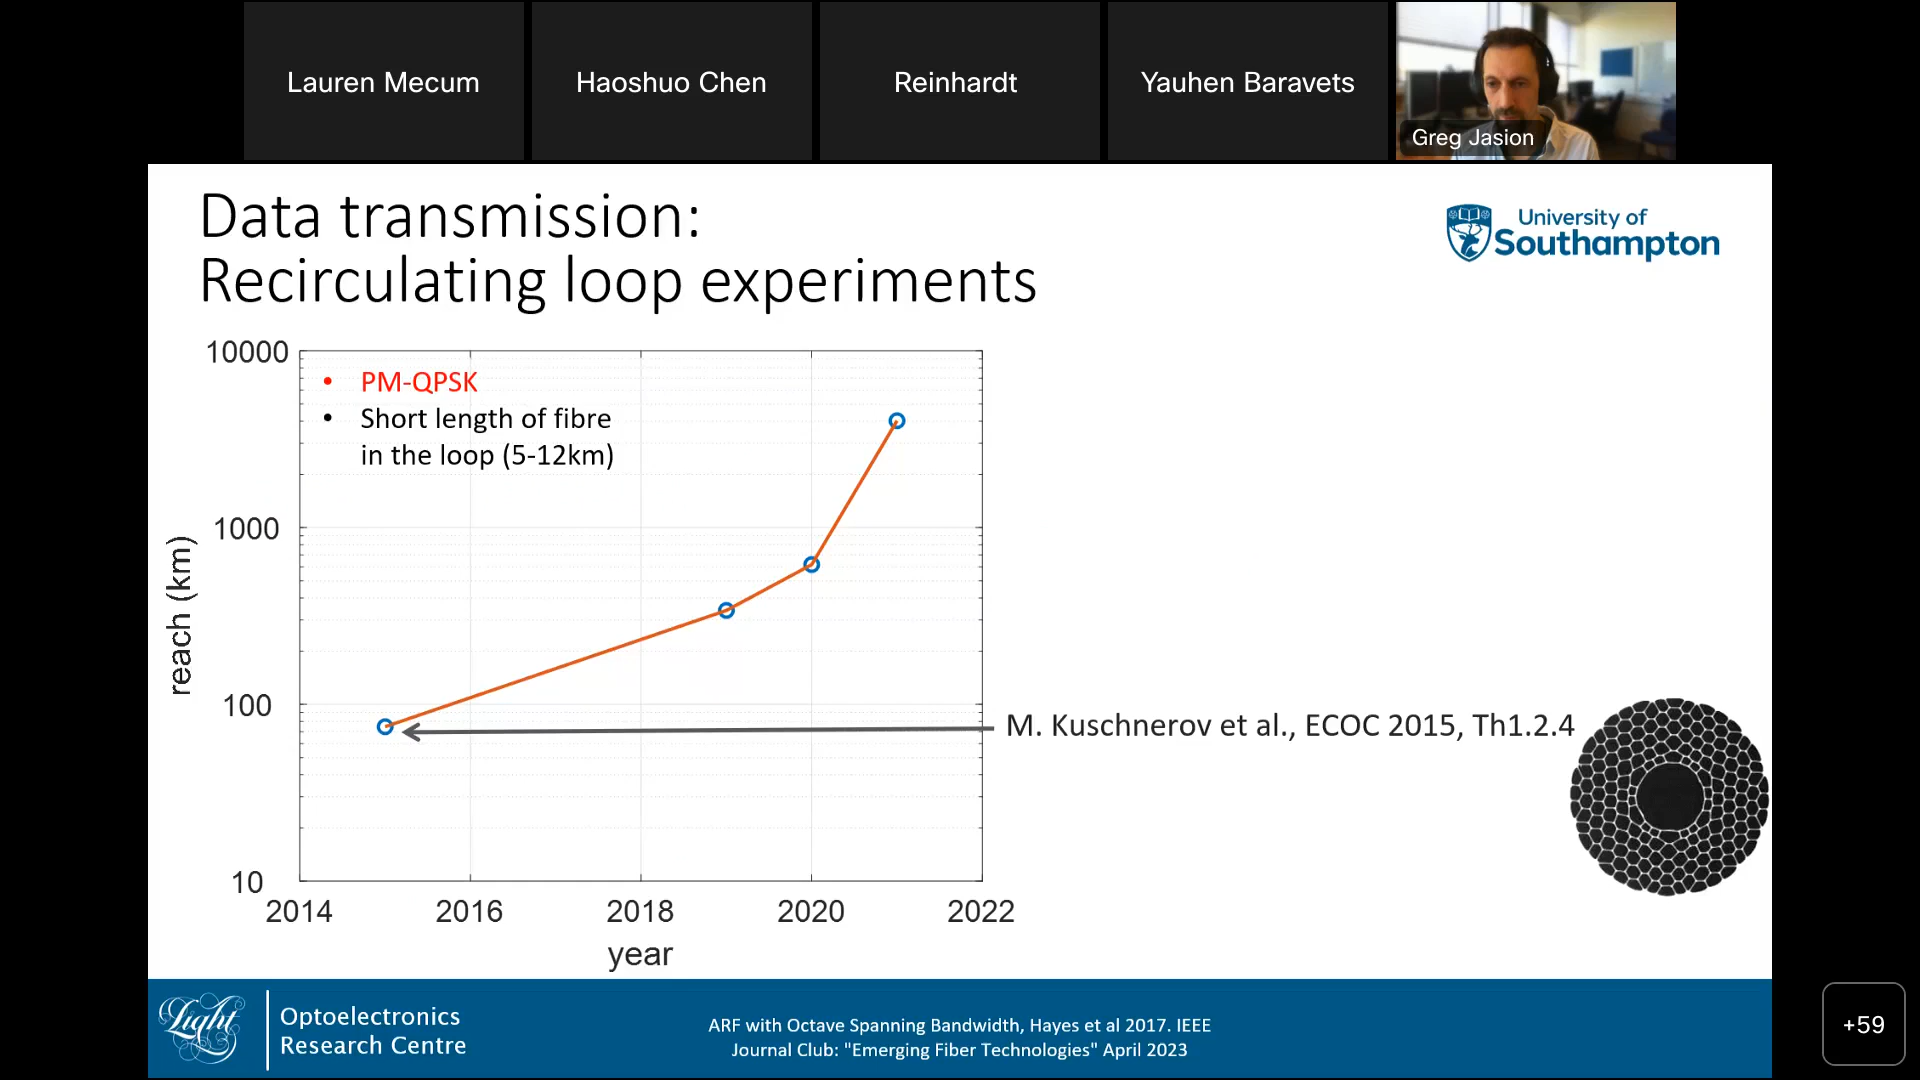 Lauren Mecum
Haoshuo Chen
Reinhardt
Yauhen Baravets
Greg Jasion
Data transmission:
Recirculating loop experiments
University of
Southampton
10000
1000
100
10
reach (km)
• PM-QPSK
• Short length of fibre
in the loop (5-12km)
M. Kuschnerov et al., ECOC 2015, Th1.2.4
2014
2016
2018
2020
2022
year
Light
Optoelectronics
Research Centre
ARF with Octave Spanning Bandwidth, Hayes et al 2017. IEEE
Journal Club: "Emerging Fiber Technologies" April 2023
+59